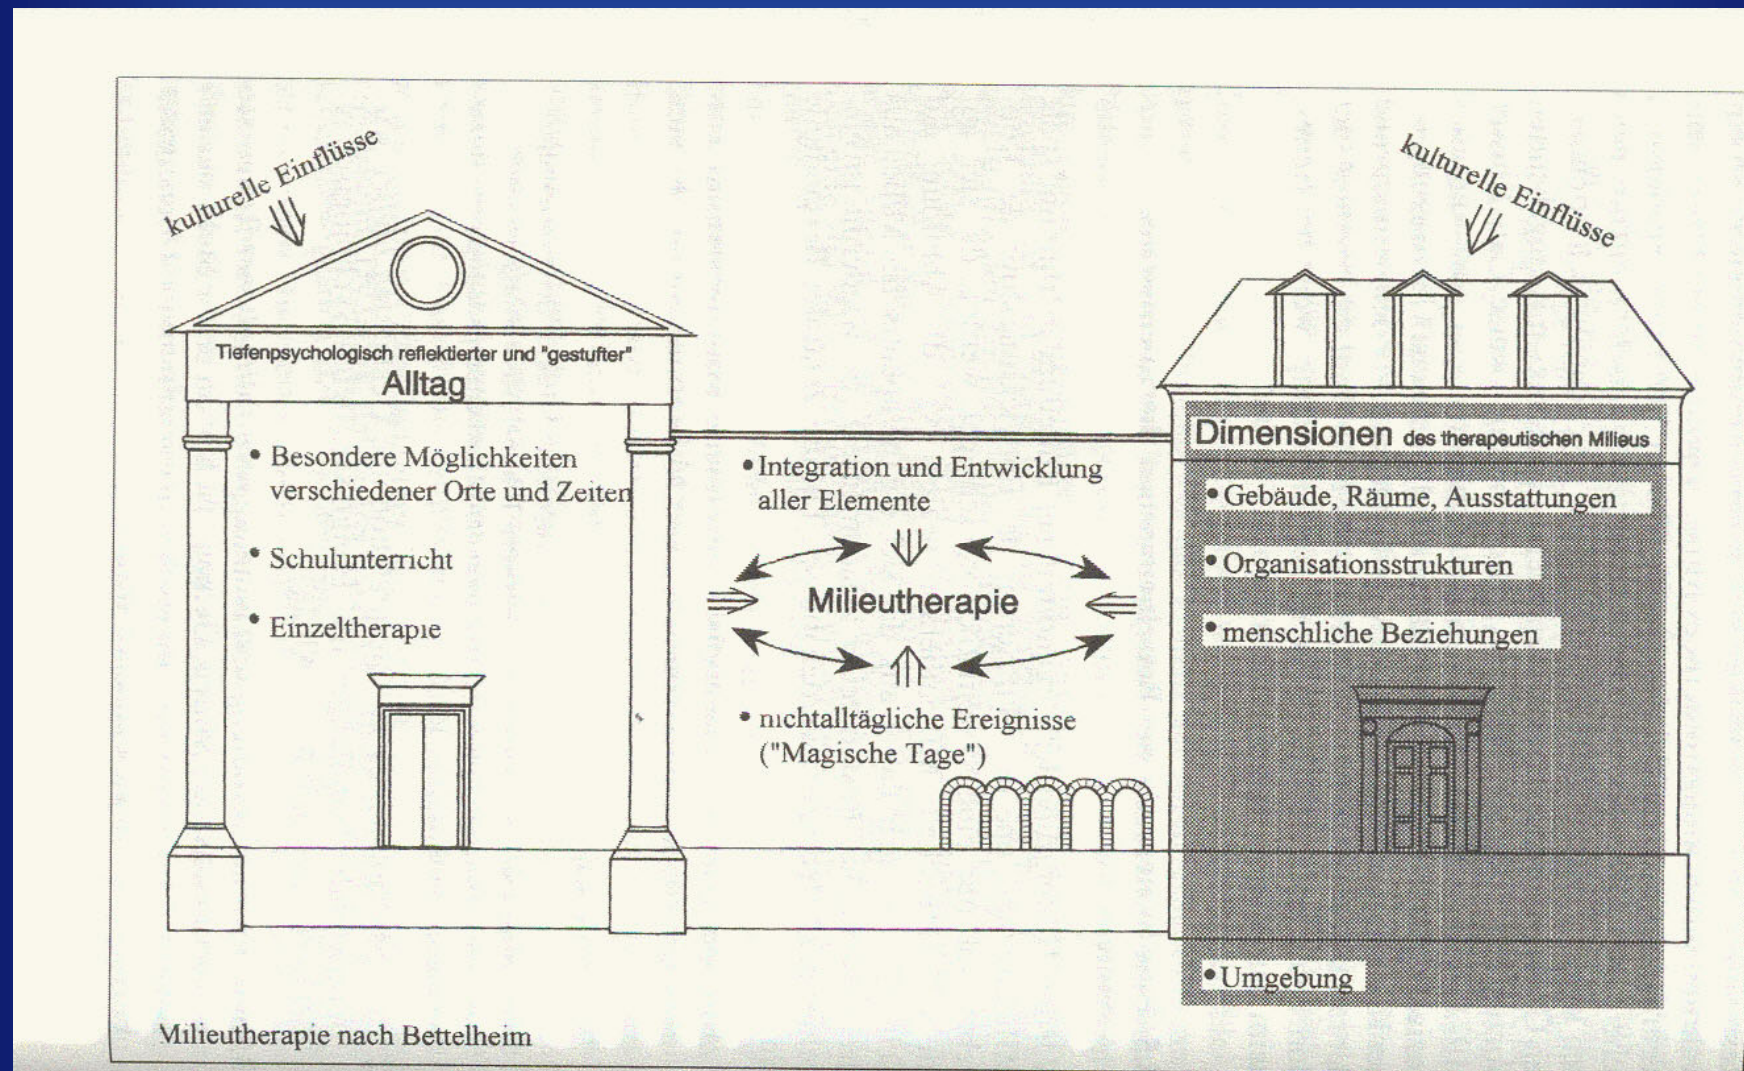 kulturelle Einflüsse
kulturelle Einflüsse
Tiefenpsychologisch reflektierter und "gestufter"
Alltag
• Besondere Möglichkeiten
verschiedener Orte und Zeiten
• Schulunterricht
• Einzeltherapie
• Integration und Entwicklung
aller Elemente
Milieutherapie
• nichtalltägliche Ereignisse
("Magische Tage")
Dimensionen des therapeutischen Milieus
• Gebäude, Räume, Ausstattungen
• Organisationsstrukturen
• menschliche Beziehungen
• Umgebung
Milieutherapie nach Bettelheim